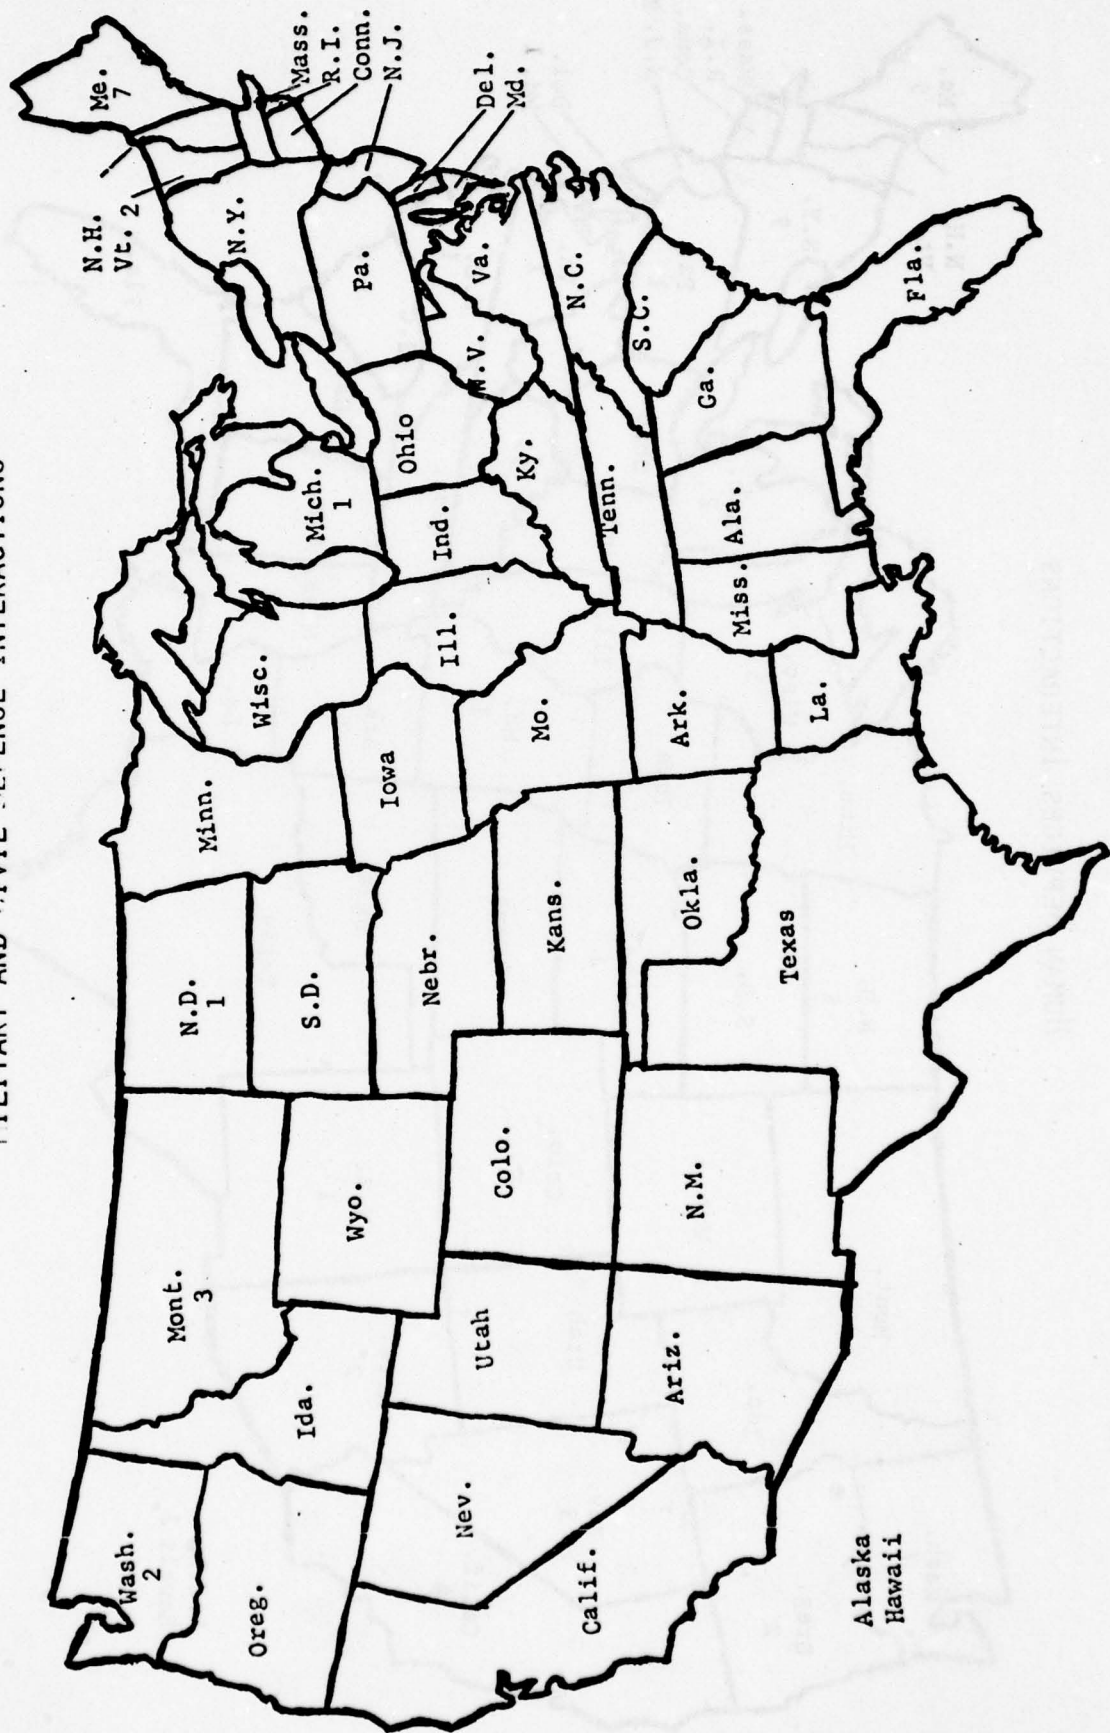 MILITARY AND CIVIL DEFENSE INTERACTIONS
Wash.
2
Oreg.
Calif.
Nev.
Ida.
Mont.
3
Wyo.
Utah
Ariz.
Colo.
N.M.
N.D.
1
S.D.
Nebr.
Kans.
Okla.
Texas
Minn.
Iowa
Mo.
Ark.
La.
Wisc.
Ill.
Mich.
1
Ind.
Ohio
Ky.
Tenn.
Miss.
Ala.
Ga.
Fla.
S.C.
N.C.
Va.
W.V.
Pa.
N.Y.
N.H.
Vt. 2
Me.
7
Mass.
R.I.
Conn.
N.J.
Del.
Md.
Alaska
Hawaii